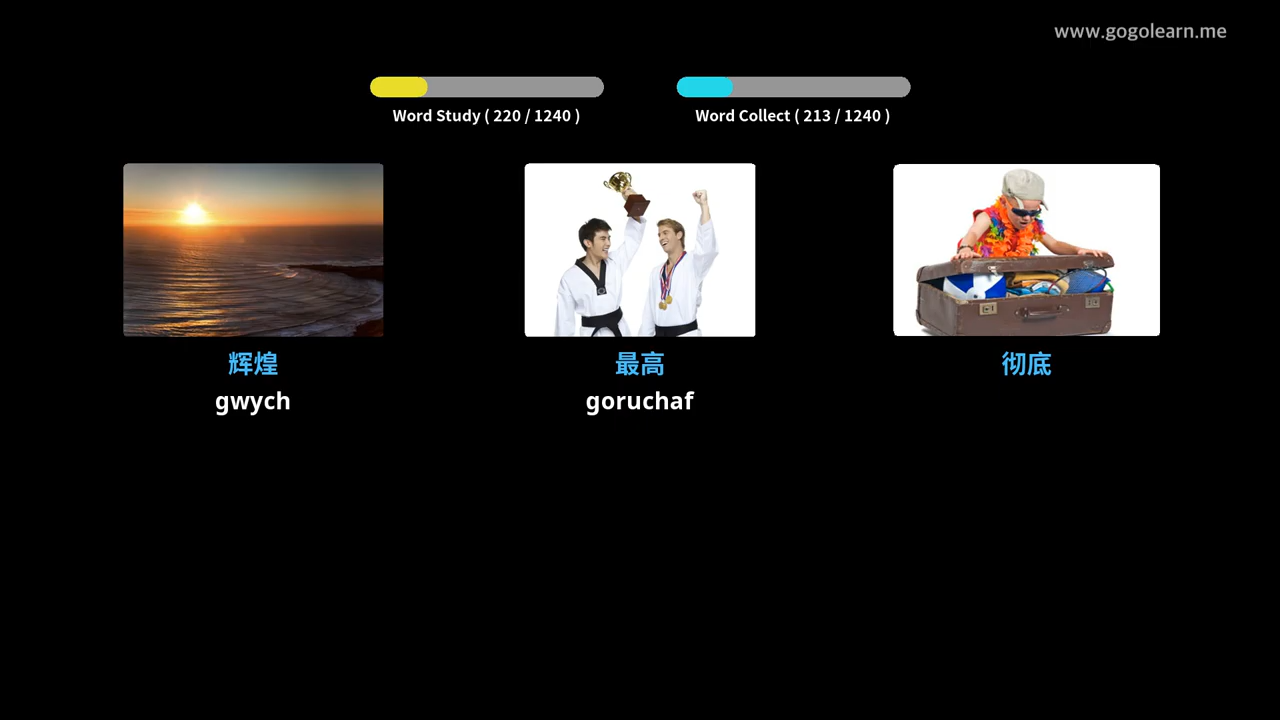 www.gogolearn.me
Word Study ( 220 / 1240 )
Word Collect ( 213 / 1240 )
辉煌
gwych
最高
goruchaf
彻底